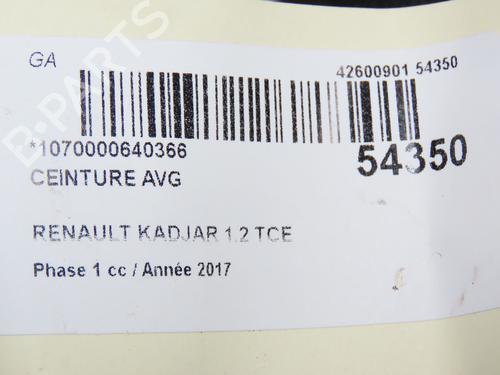 GA
42600901 54350
*1070000640366
54350
CEINTURE AVG
RENAULT KADJAR 1.2 TCE
Phase 1 cc / Année 2017
B-PARTS